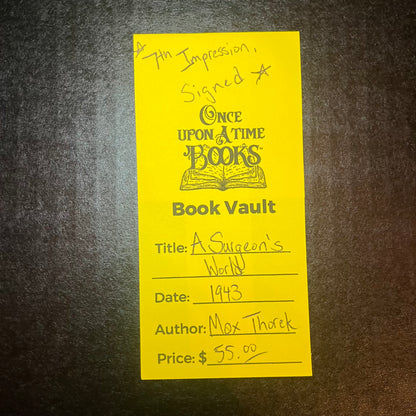 ☆ 7th Impression,
Signed ☆
ONCE
UPON A TIME
BOOKS™
Book Vault
Title: A Surgeon's
World
Date: 1943
Author: Max Thorek
Price: $ 55.00